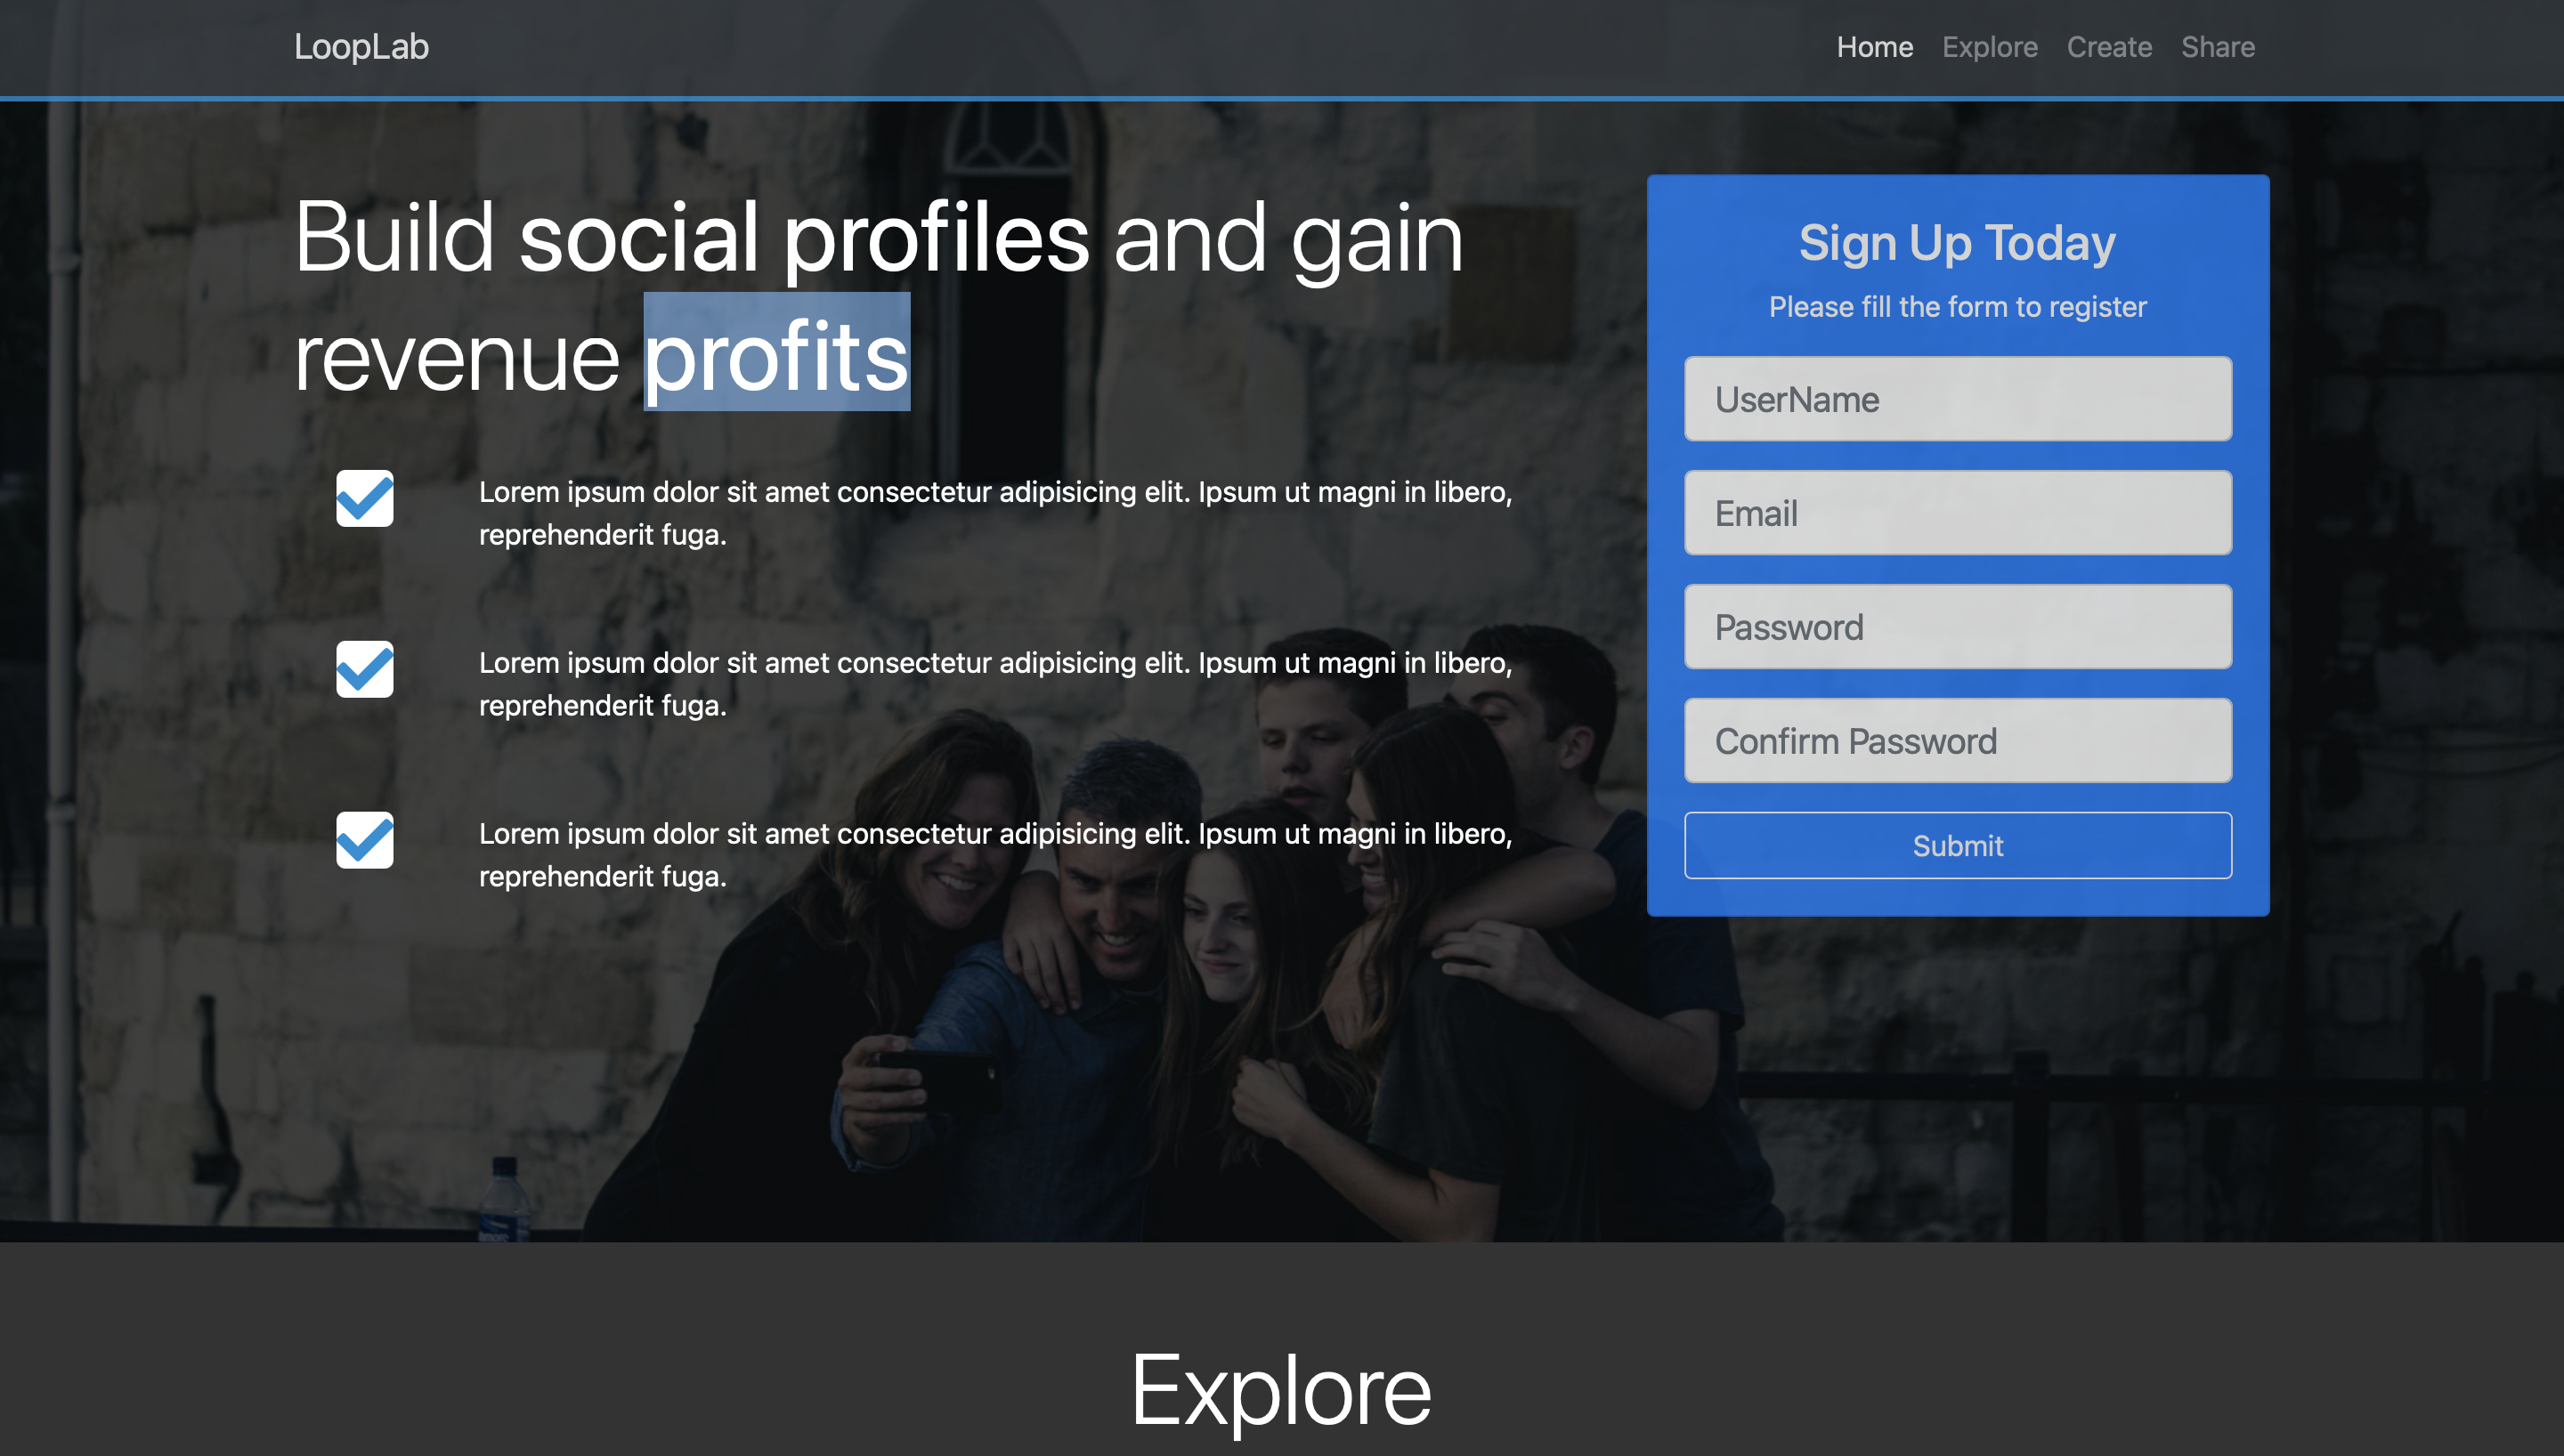 LoopLab
Home Explore Create Share
Build social profiles and gain
revenue profits
Lorem ipsum dolor sit amet consectetur adipisicing elit. Ipsum ut magni in libero,
reprehenderit fuga.
Lorem ipsum dolor sit amet consectetur adipisicing elit. Ipsum ut magni in libero,
reprehenderit fuga.
Lorem ipsum dolor sit amet consectetur adipisicing elit. Ipsum ut magni in libero,
reprehenderit fuga.
Sign Up Today
Please fill the form to register
UserName
Email
Password
Confirm Password
Submit
Explore